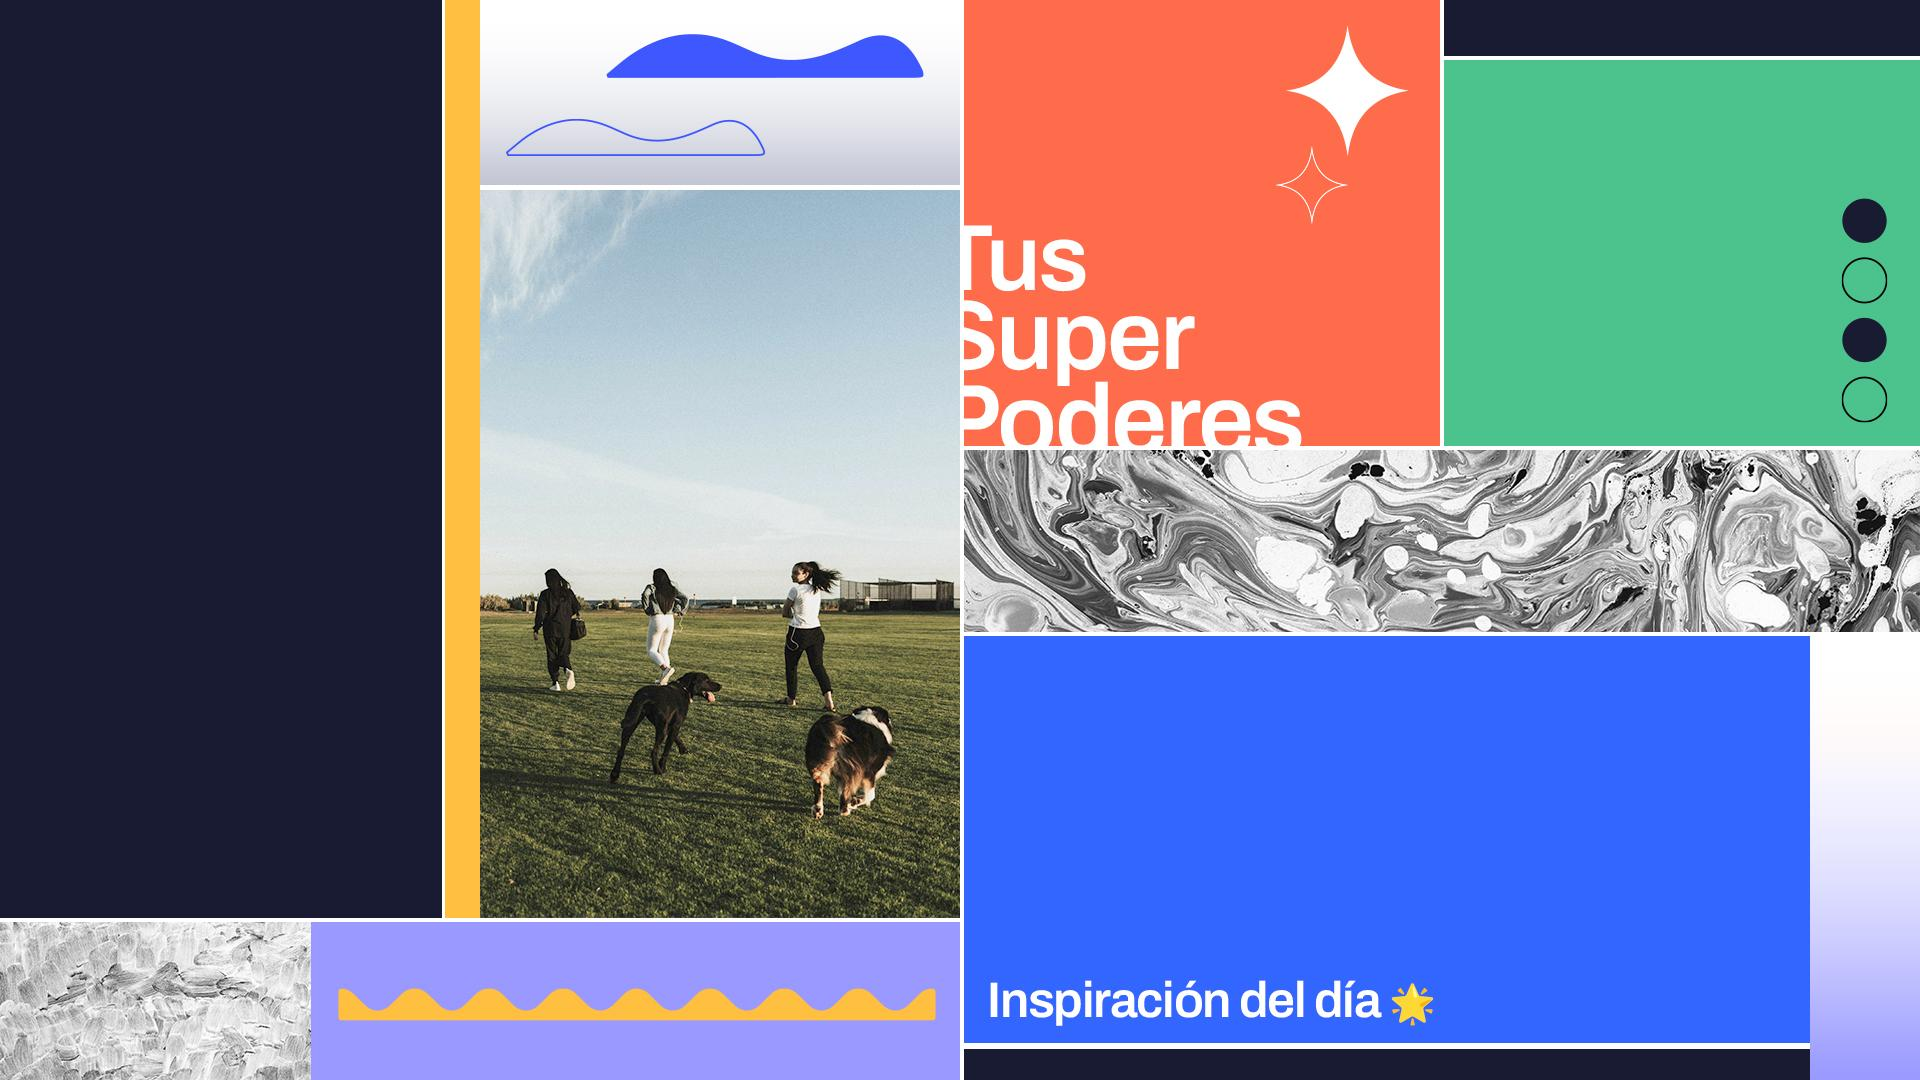 Tus
Super
Poderes
Inspiración del día 🌟